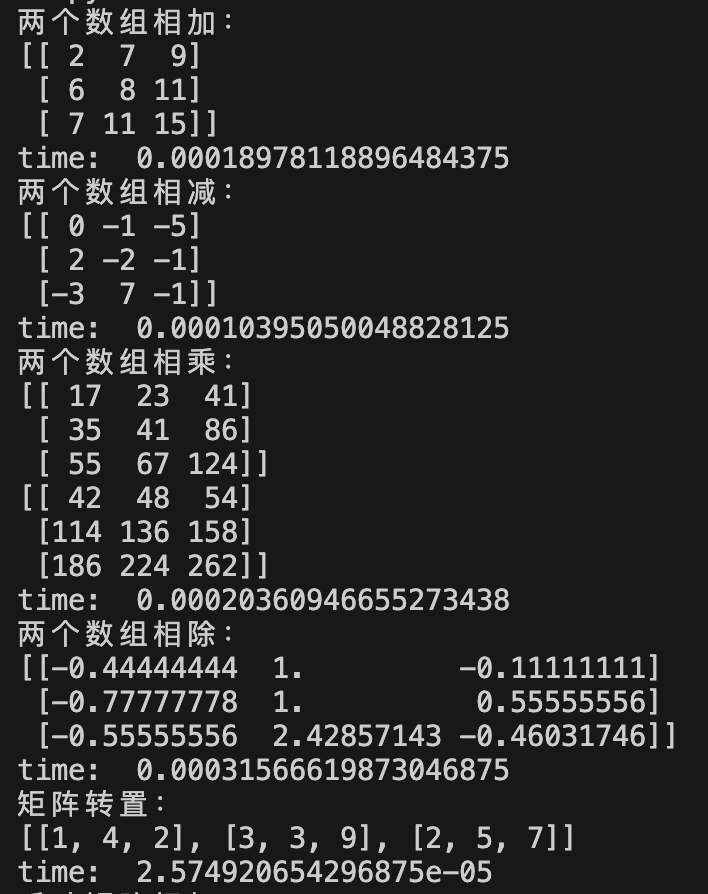 两个数组相加：
[[ 2  7  9]
 [ 6  8 11]
 [ 7 11 15]]
time:  0.00018978118896484375
两个数组相减：
[[ 0 -1 -5]
 [ 2 -2 -1]
 [-3  7 -1]]
time:  0.00010395050048828125
两个数组相乘：
[[ 17  23  41]
 [ 35  41  86]
 [ 55  67 124]]
[[ 42  48  54]
 [114 136 158]
 [186 224 262]]
time:  0.00020360946655273438
两个数组相除：
[[-0.44444444  1.         -0.11111111]
 [-0.77777778  1.          0.55555556]
 [-0.55555556  2.42857143 -0.46031746]]
time:  0.00031566619873046875
矩阵转置：
[[1, 4, 2], [3, 3, 9], [2, 5, 7]]
time:  2.574920654296875e-05